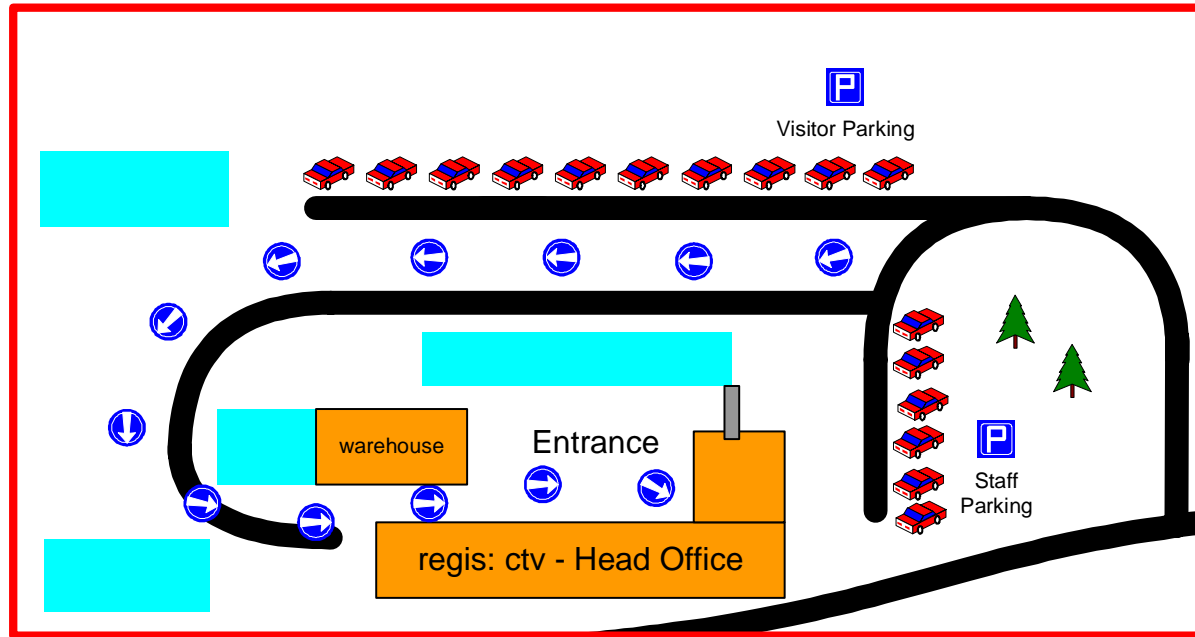 P
Visitor Parking
warehouse
Entrance
P
Staff
Parking
regis: ctv - Head Office